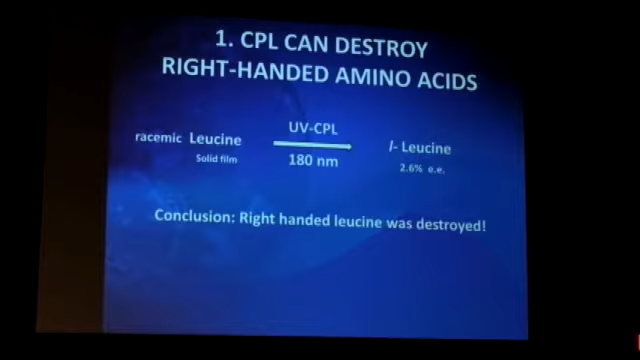 1. CPL CAN DESTROY
RIGHT-HANDED AMINO ACIDS
racemic Leucine
Solid film
UV-CPL
180 nm
l- Leucine
2.6% e.e.
Conclusion: Right handed leucine was destroyed!